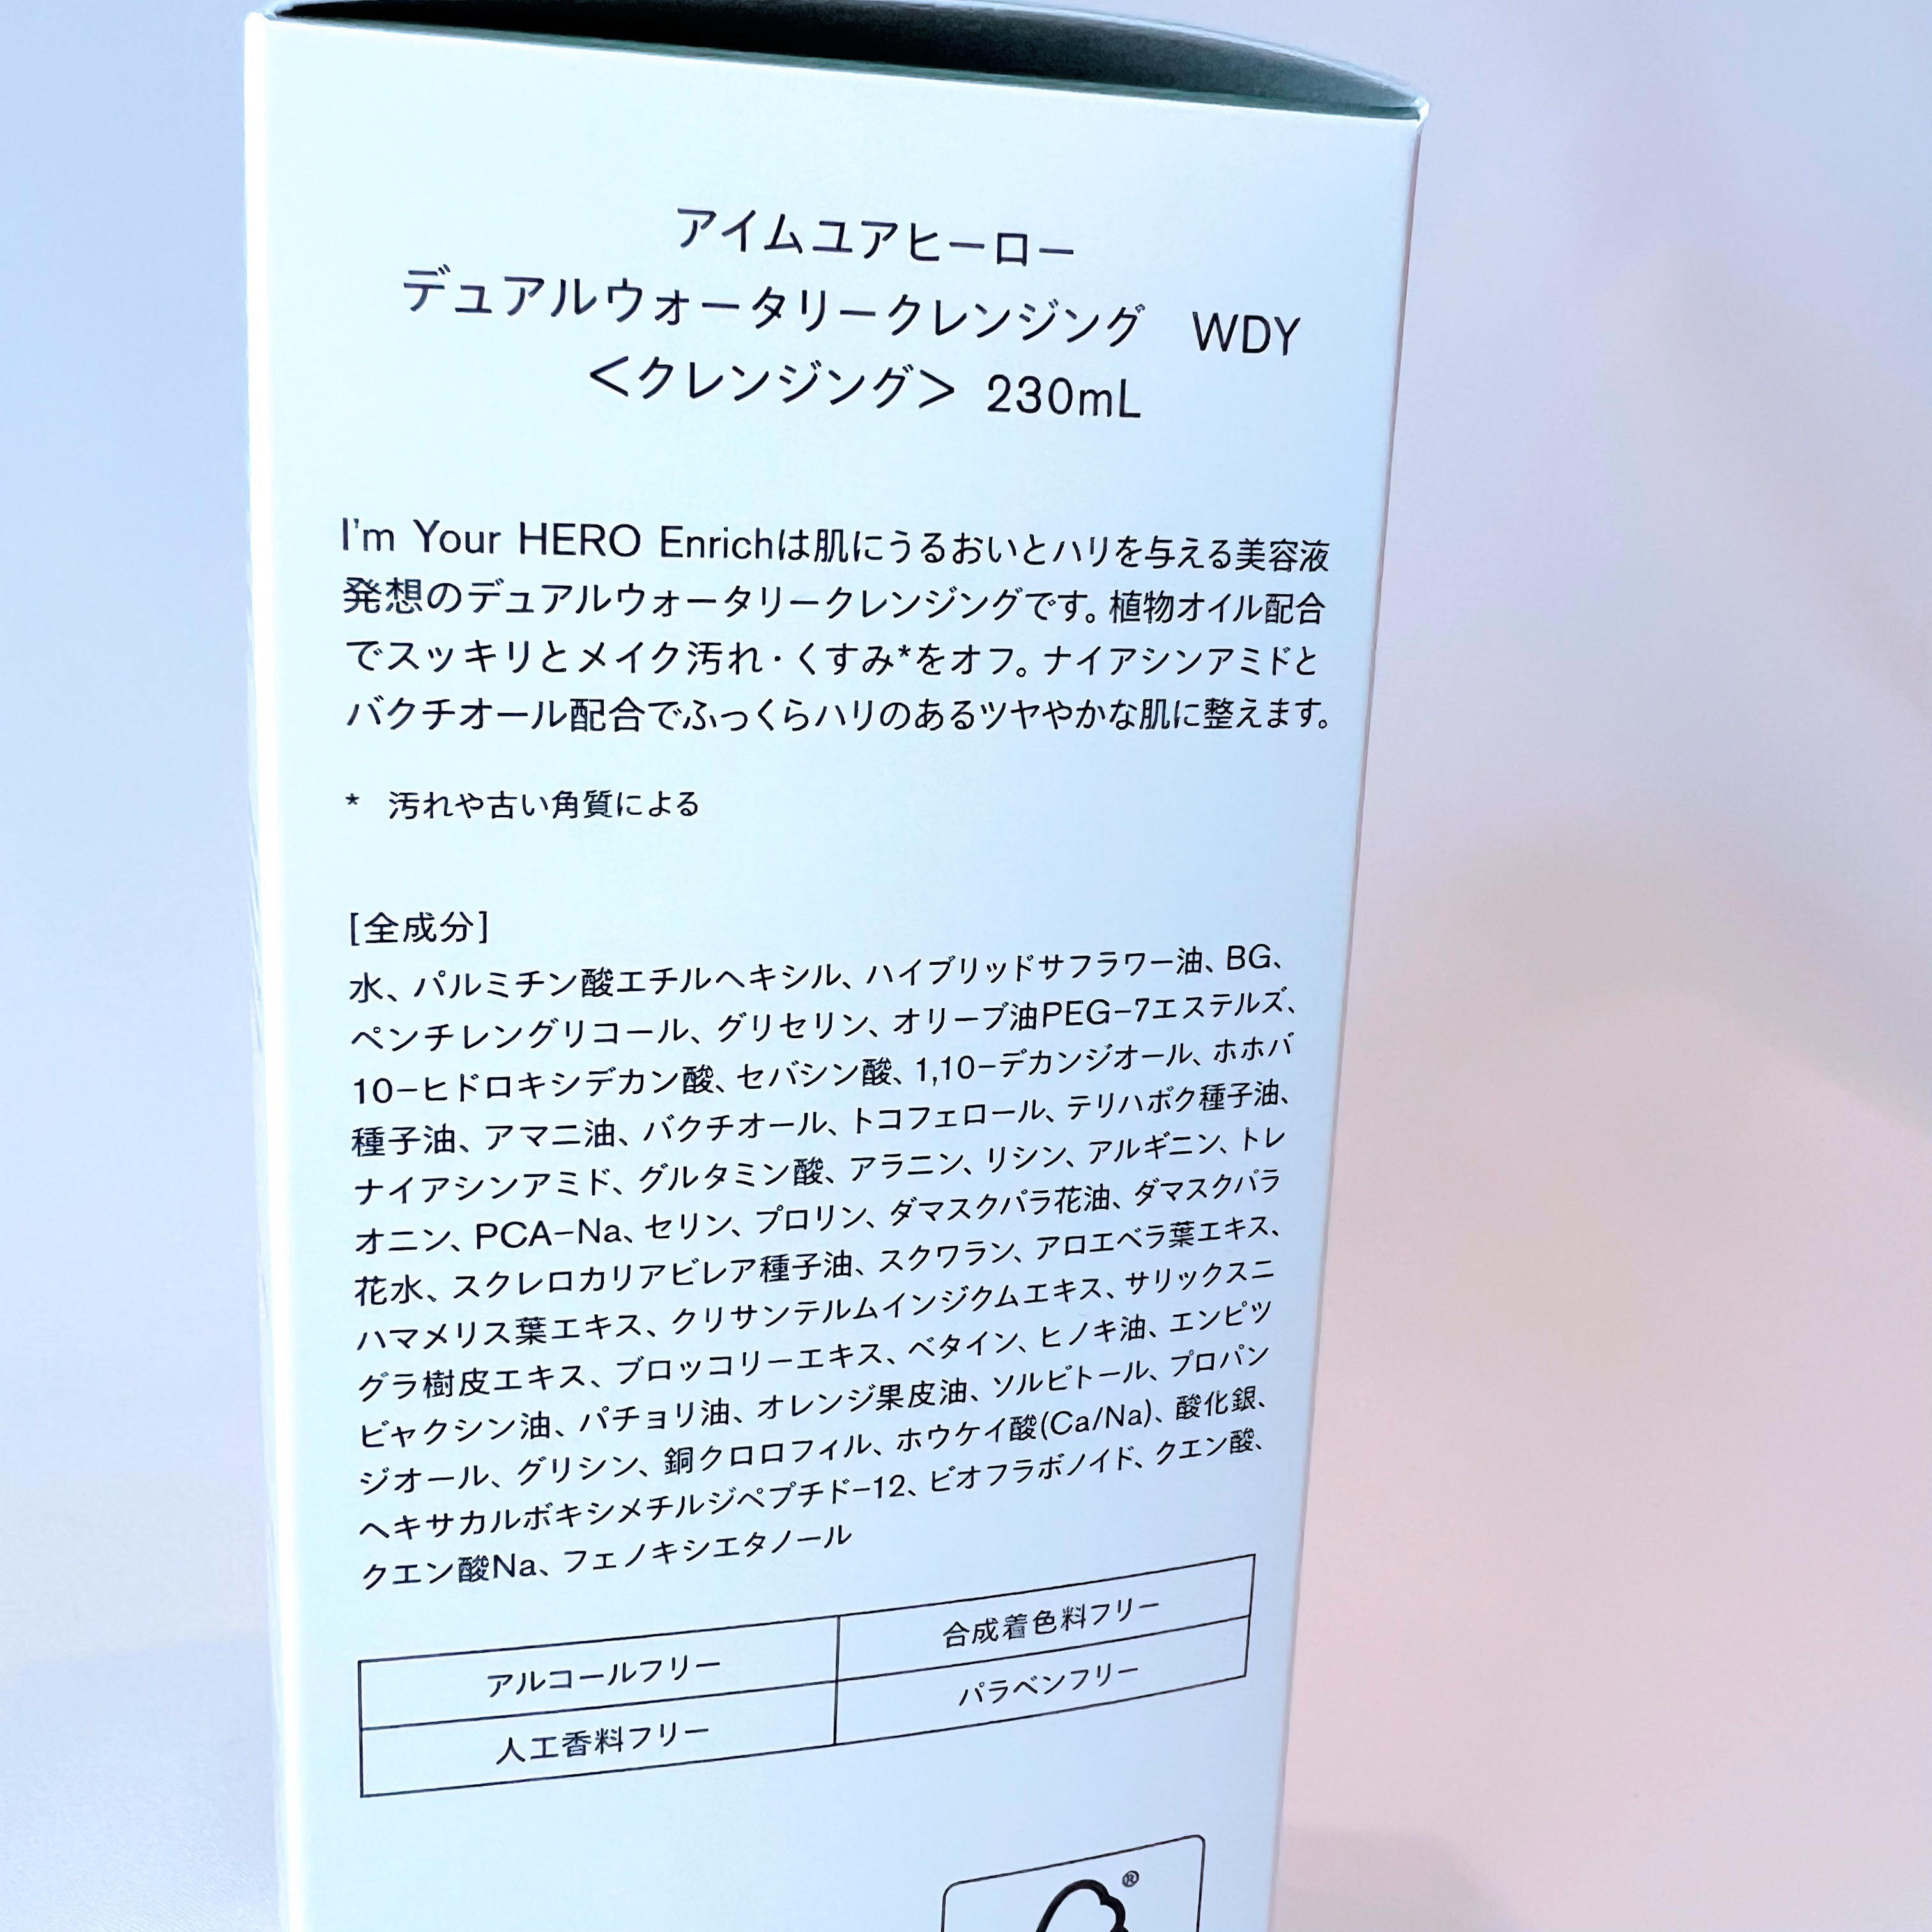 アイムユアヒーロー
デュアルウォータリークレンジング　WDY
＜クレンジング＞ 230mL
I'm Your HERO Enrichは肌にうるおいとハリを与える美容液
発想のデュアルウォータリークレンジングです。植物オイル配合
でスッキリとメイク汚れ・くすみ*をオフ。ナイアシンアミドと
バクチオール配合でふっくらハリのあるツヤやかな肌に整えます。
* 汚れや古い角質による
[全成分]
水、パルミチン酸エチルヘキシル、ハイブリッドサフラワー油、BG、
ペンチレングリコール、グリセリン、オリーブ油PEG-7エステルズ、
10-ヒドロキシデカン酸、セバシン酸、1,10-デカンジオール、ホホバ
種子油、アマニ油、バクチオール、トコフェロール、テリハボク種子油、
ナイアシンアミド、グルタミン酸、アラニン、リシン、アルギニン、トレ
オニン、PCA-Na、セリン、プロリン、ダマスクバラ花油、ダマスクバラ
花水、スクレロカリアビレア種子油、スクワラン、アロエベラ葉エキス、
ハマメリス葉エキス、クリサンテルムインジクムエキス、サリックスニ
グラ樹皮エキス、ブロッコリーエキス、ベタイン、ヒノキ油、エンピツ
ビャクシン油、パチョリ油、オレンジ果皮油、ソルビトール、プロパン
ジオール、グリシン、銅クロロフィル、ホウケイ酸(Ca/Na)、酸化銀、
ヘキサカルボキシメチルジペプチド-12、ビオフラボノイド、クエン酸、
クエン酸Na、フェノキシエタノール
アルコールフリー 合成着色料フリー
人工香料フリー パラベンフリー
®